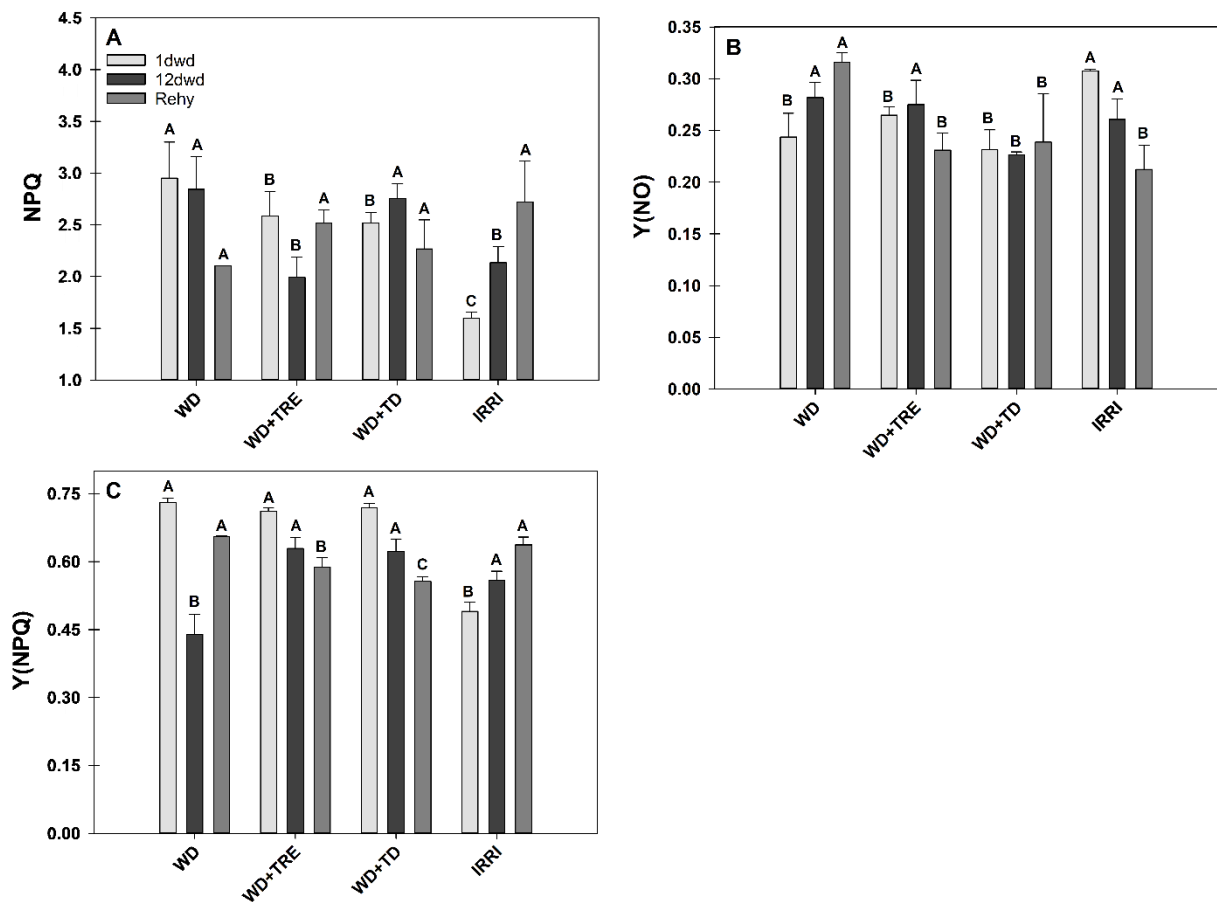 A
1dwd
12dwd
Rehy
NPQ
4.5
4.0
3.5
3.0
2.5
2.0
1.5
1.0
A A A
B B A
B A A
C B A
WD WD+TRE WD+TD IRRI
B
Y(NO)
0.35
0.30
0.25
0.20
0.15
0.10
0.05
0.00
B A A
B A B
B B B
A A B
WD WD+TRE WD+TD IRRI
C
Y(NPQ)
0.75
0.60
0.45
0.30
0.15
0.00
A B A
A A B
A A C
B A A
WD WD+TRE WD+TD IRRI